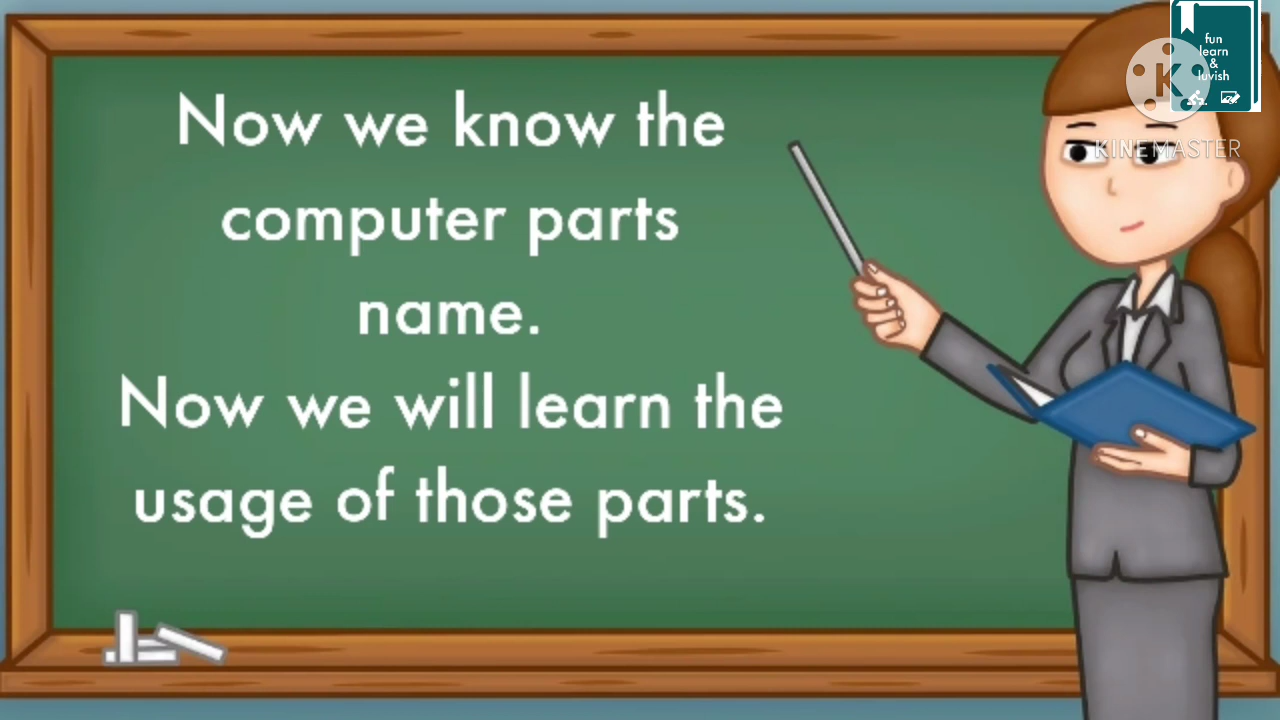 Now we know the
computer parts
name.
Now we will learn the
usage of those parts.
fun
learn
&
luvish
K
KINEMASTER